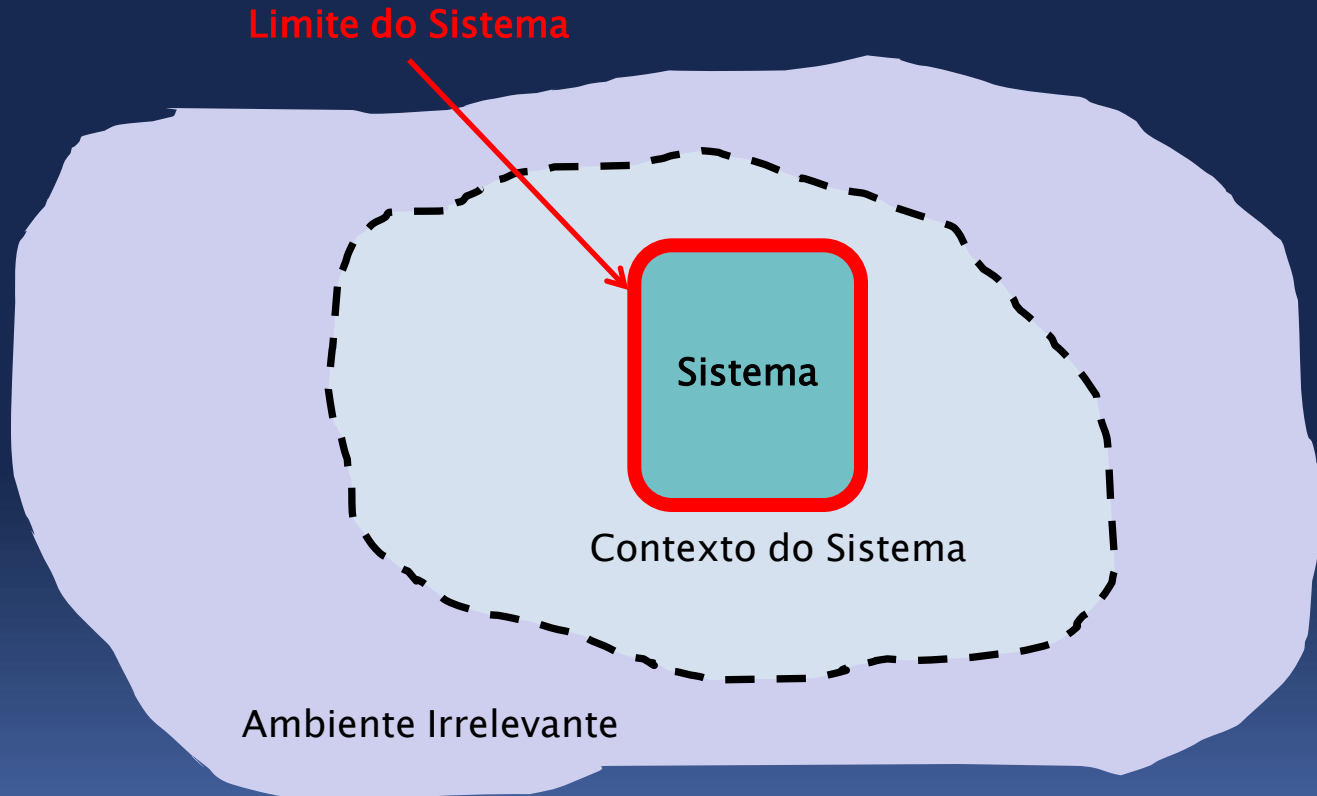 Limite do Sistema
Sistema
Contexto do Sistema
Ambiente Irrelevante